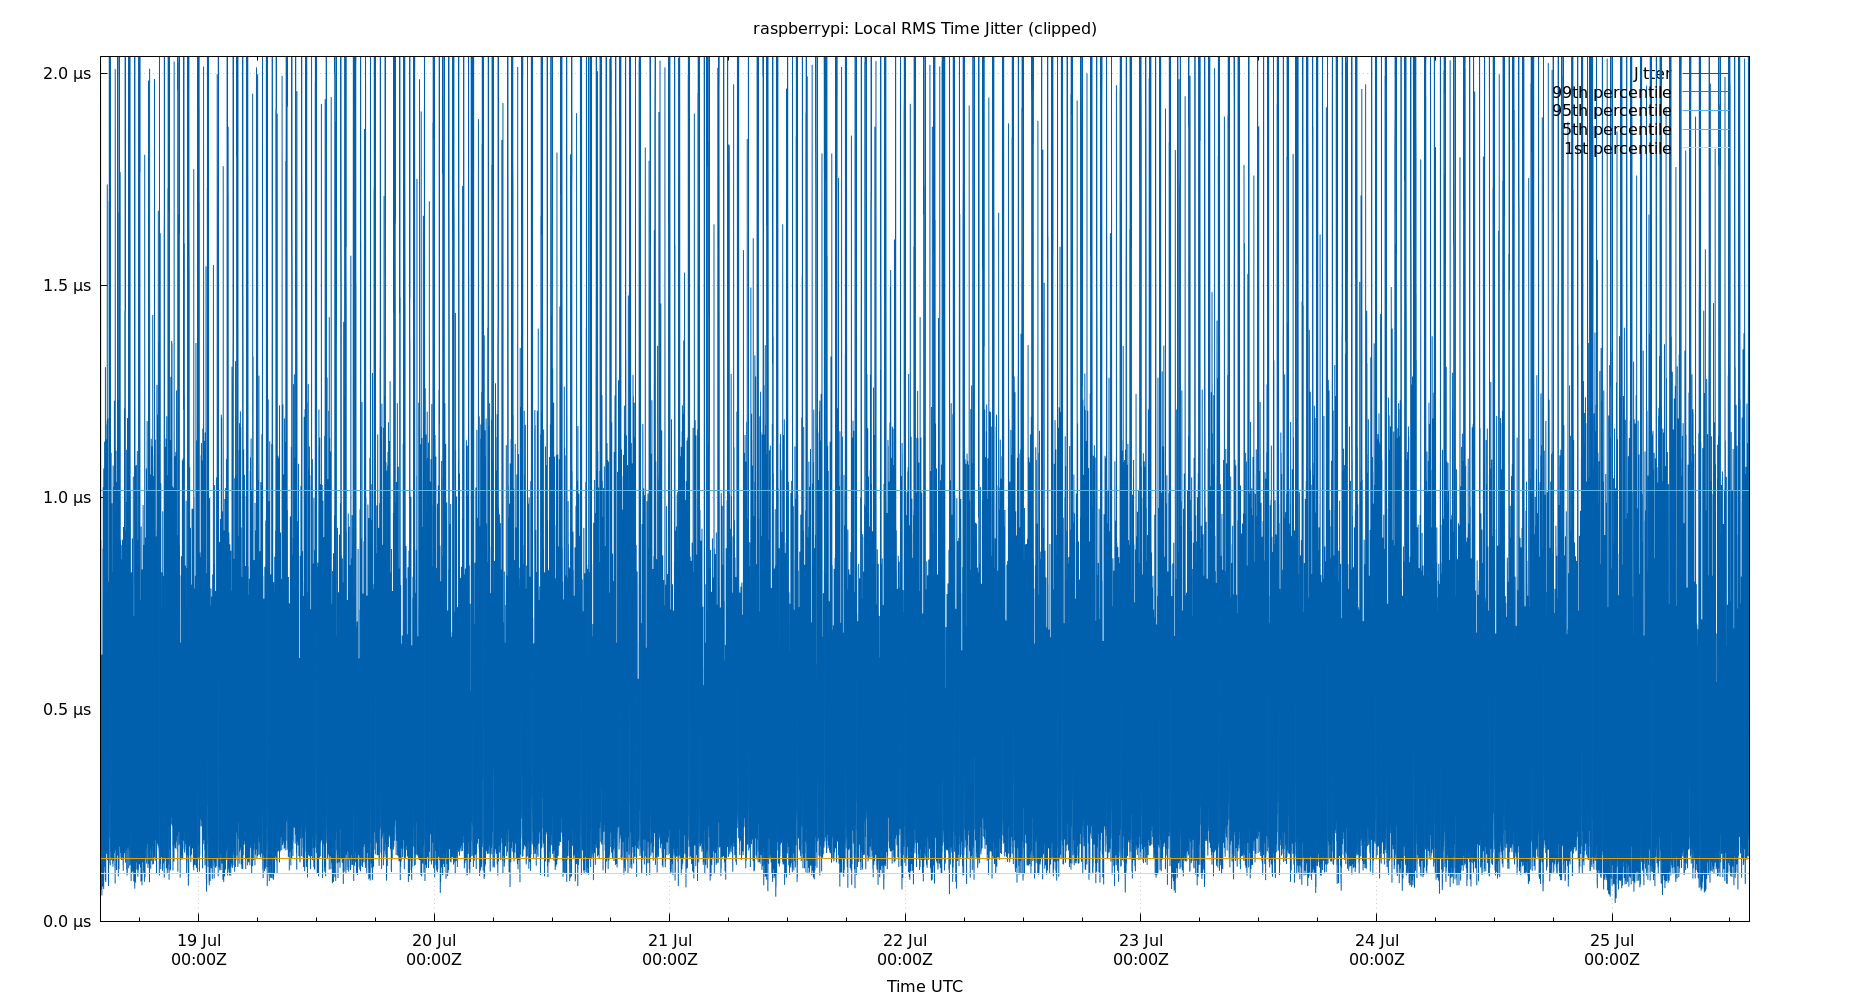 raspberrypi: Local RMS Time Jitter (clipped)
2.0 µs
1.5 µs
1.0 µs
0.5 µs
0.0 µs
Jitter
99th percentile
95th percentile
5th percentile
1st percentile
19 Jul
00:00Z
20 Jul
00:00Z
21 Jul
00:00Z
22 Jul
00:00Z
23 Jul
00:00Z
24 Jul
00:00Z
25 Jul
00:00Z
Time UTC